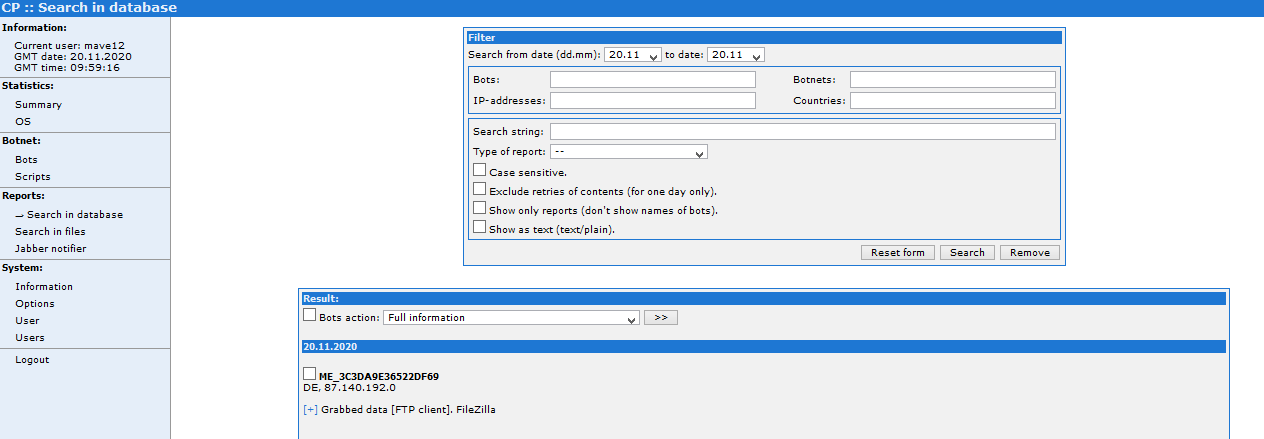 CP :: Search in database
Information:
Current user: mave12
GMT date: 20.11.2020
GMT time: 09:59:16
Statistics:
Summary
OS
Botnet:
Bots
Scripts
Reports:
→ Search in database
Search in files
Jabber notifier
System:
Information
Options
User
Users
Logout
Filter
Search from date (dd.mm): 20.11 to date: 20.11
Bots: Botnets:
IP-addresses: Countries:
Search string:
Type of report: --
Case sensitive.
Exclude retries of contents (for one day only).
Show only reports (don't show names of bots).
Show as text (text/plain).
Reset form Search Remove
Result:
Bots action: Full information >>
20.11.2020
ME_3C3DA9E36522DF69
DE, 87.140.192.0
[+] Grabbed data [FTP client]. FileZilla